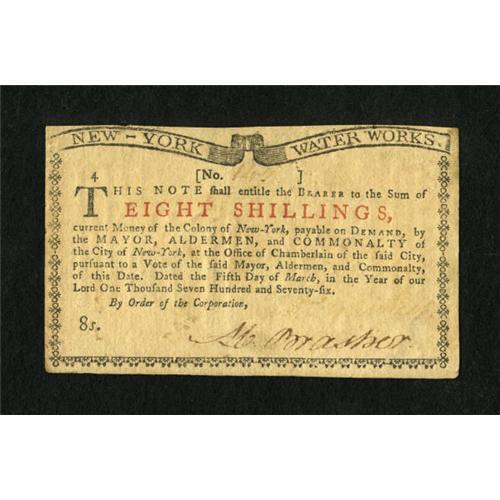 NEW-YORK WATER WORKS.
4 [No. ]
THIS NOTE shall entitle the BEARER to the Sum of
EIGHT SHILLINGS,
current Money of the Colony of New-York, payable on DEMAND, by
the MAYOR, ALDERMEN, and COMMONALTY of
the City of New-York, at the Office of Chamberlain of the said City,
pursuant to a Vote of the said Mayor, Aldermen, and Commonalty,
of this Date. Dated the Fifth Day of March, in the Year of our
Lord One Thousand Seven Hundred and Seventy-six.
By Order of the Corporation,
8s.
Ab. Brasher.